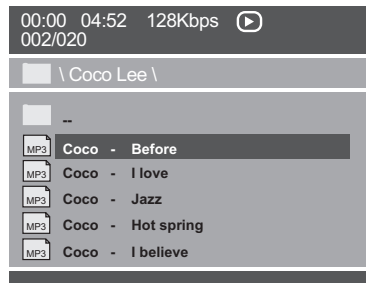 00:00 04:52 128Kbps
002/020
\ Coco Lee \
--
MP3 Coco - Before
MP3 Coco - I love
MP3 Coco - Jazz
MP3 Coco - Hot spring
MP3 Coco - I believe